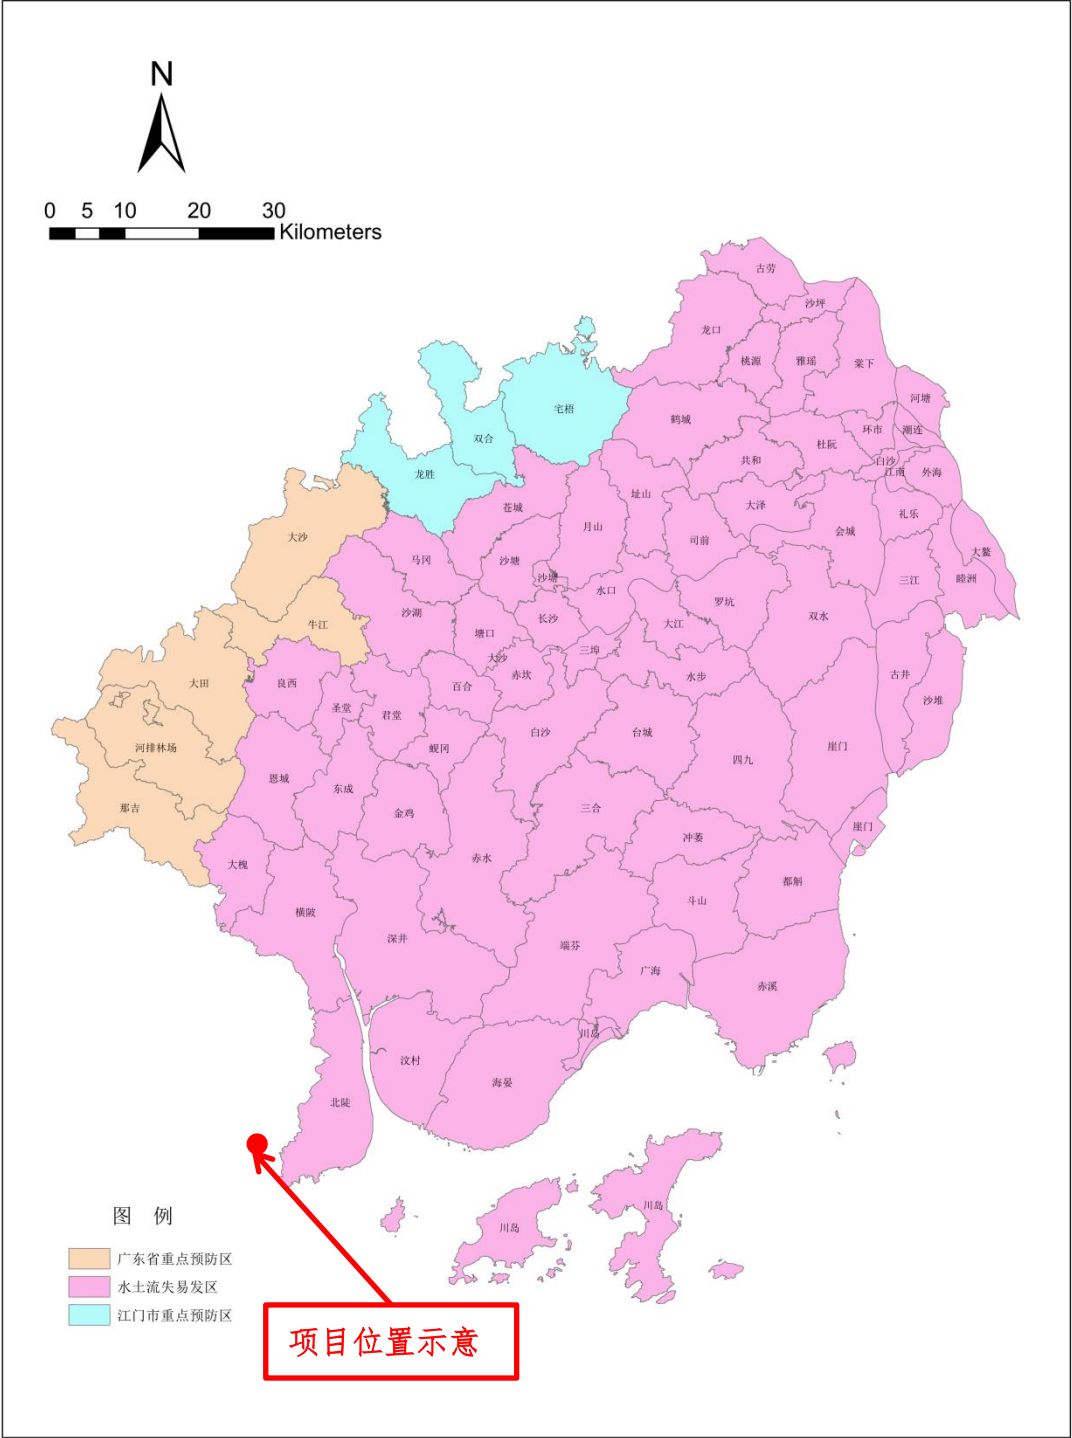 N
0 5 10 20 30
Kilometers
古劳
沙坪
龙口
桃源
雅瑶
棠下
河塘
宅梧
鹤城
环市
潮连
双合
杜阮
共和
白沙
江南
外海
龙胜
址山
大泽
苍城
月山
礼乐
会城
司前
大沙
大鳌
马冈
沙塘
沙塘
三江
睦洲
水口
罗坑
沙湖
双水
长沙
牛江
塘口
大江
三埠
大沙
赤坎
水步
古井
大田
良西
百合
沙堆
圣堂
君堂
白沙
台城
河排林场
蚬冈
崖门
四九
恩城
东成
那吉
金鸡
三合
崖门
冲蒌
赤水
大槐
都斛
斗山
横陂
深井
端芬
广海
赤溪
川岛
汶村
海晏
北陡
川岛
川岛
图 例
广东省重点预防区
水土流失易发区
江门市重点预防区
项目位置示意